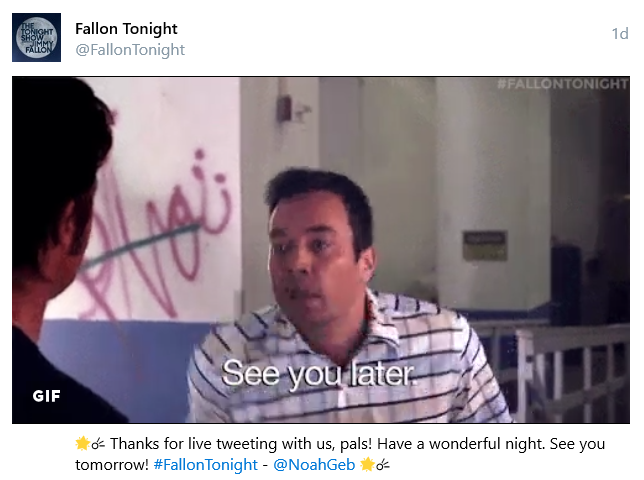 THE
TONIGHT
SHOW
JIMMY
FALLON
Fallon Tonight
@FallonTonight
1d
#FALLONTONIGHT
See you later.
GIF
🌟💫 Thanks for live tweeting with us, pals! Have a wonderful night. See you
tomorrow! #FallonTonight - @NoahGeb 🌟💫